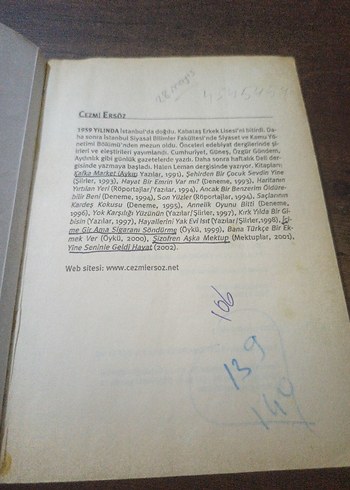 CEZMİ ERSÖZ
1959 YILINDA İstanbul'da doğdu. Kabataş Erkek Lisesi'ni bitirdi. Da-
ha sonra İstanbul Siyasal Bilimler Fakültesi'nde Siyaset ve Kamu Yö-
netimi Bölümü'nden mezun oldu. Önceleri edebiyat dergilerinde şi-
irleri ve eleştirileri yayımlandı. Cumhuriyet, Güneş, Özgür Gündem,
Aydınlık gibi günlük gazetelerde yazdı. Daha sonra haftalık Deli der-
gisinde yazmaya başladı. Halen Leman dergisinde yazıyor. Kitapları:
Kafka Market (Aykırı Yazılar, 1991), Şehirden Bir Çocuk Sevdim Yine
(Şiirler, 1993), Hayat Bir Emrin Var mı? (Deneme, 1993), Haritanın
Yırtılan Yeri (Röportajlar/Yazılar, 1994), Ancak Bir Benzerim Öldüre-
bilir Beni (Deneme, 1994), Son Yüzler (Röportajlar, 1994), Saçlarının
Kardeş Kokusu (Deneme, 1995), Annelik Oyunu Bitti (Deneme,
1996), Yok Karşılığı Yüzünün (Yazılar/Şiirler, 1997), Kırk Yılda Bir Gi-
bisin (Yazılar, 1997), Hayallerini Yak Evi Isıt (Yazılar/Şiirler, 1998), İçi-
me Gir Ama Sigaranı Söndürme (Öykü, 1999), Bana Türkçe Bir Ek-
mek Ver (Öykü, 2000), Şizofren Aşka Mektup (Mektuplar, 2001),
Yine Seninle Geldi Hayat (2002).
Web sitesi: www.cezmiersoz.net
106
139
140